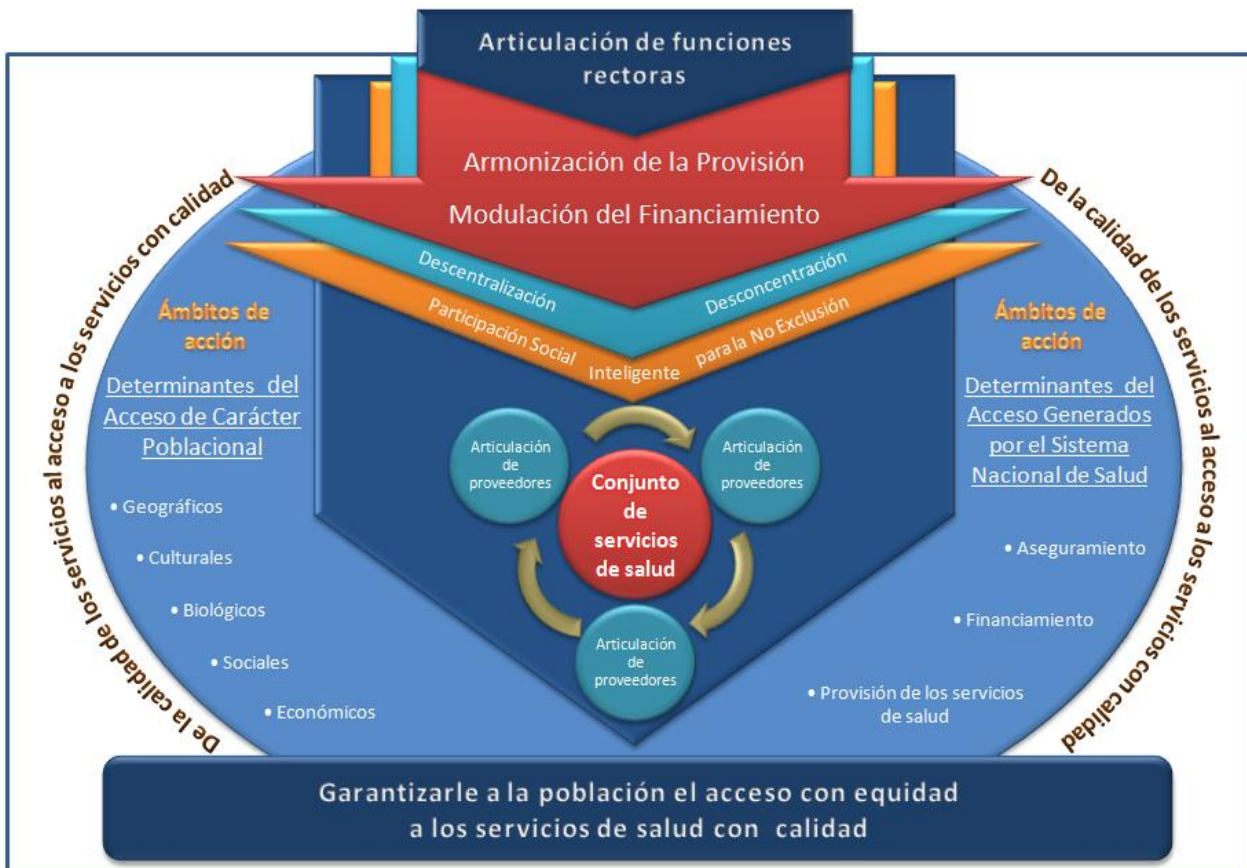 Articulación de funciones
rectoras
Armonización de la Provisión
Modulación del Financiamiento
Descentralización
Desconcentración
Participación Social
Inteligente
para la No Exclusión
De la calidad de los servicios al acceso a los servicios con calidad
Ámbitos de
acción
Determinantes del
Acceso de Carácter
Poblacional
• Geográficos
• Culturales
• Biológicos
• Sociales
• Económicos
Articulación
de
proveedores
Articulación
de
proveedores
Conjunto
de
servicios
de salud
Articulación
de
proveedores
De la calidad de los servicios al acceso a los servicios con calidad
Ámbitos de
acción
Determinantes del
Acceso Generados
por el Sistema
Nacional de Salud
• Aseguramiento
• Financiamiento
• Provisión de los servicios
de salud
Garantizarle a la población el acceso con equidad
a los servicios de salud con calidad